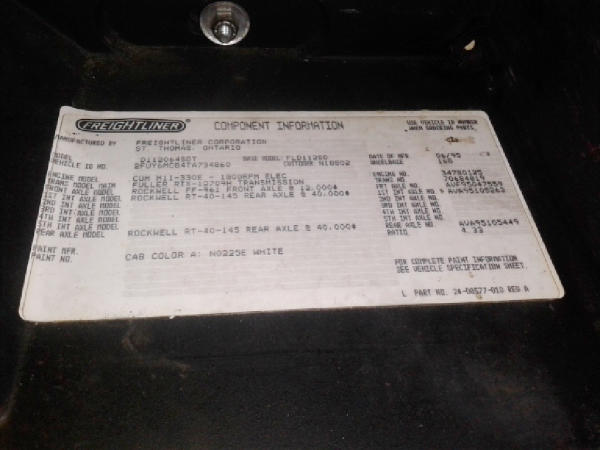 FREIGHTLINER COMPONENT INFORMATION USE VEHICLE ID NUMBER
WHEN ORDERING PARTS.
MANUFACTURED BY FREIGHTLINER CORPORATION
ST. THOMAS, ONTARIO
MODEL D112064SDT BASE MODEL: FLD112SD DATE OF MFG 06/95
VEHICLE ID NO. CUSTOMER WHEELBASE
ENGINE MODEL CUM M11-330E - 1800RPM ELEC ENGINE NO. 34780125
TRANS MODEL MAIN FULLER TRANSMISSION TRANS NO.
FRONT AXLE MODEL ROCKWELL FF-961 FRONT AXLE @ 12,000# FRT AXLE NO.
1ST INT AXLE MODEL ROCKWELL RT-40-145 REAR AXLE @ 40,000# 1ST INT AXLE NO.
2ND INT AXLE MODEL 2ND INT AXLE NO.
3RD INT AXLE MODEL 3RD INT AXLE NO.
4TH INT AXLE MODEL 4TH INT AXLE NO.
5TH INT AXLE MODEL 5TH INT AXLE NO.
REAR AXLE MODEL ROCKWELL RT-40-145 REAR AXLE @ 40,000# REAR AXLE NO. AVA95105445
RATIO 4.33
PAINT MFR.
PAINT NO. CAB COLOR A: N0225E WHITE
FOR COMPLETE PAINT INFORMATION
SEE VEHICLE SPECIFICATION SHEET.
PART NO. 24-00577-010 REV A